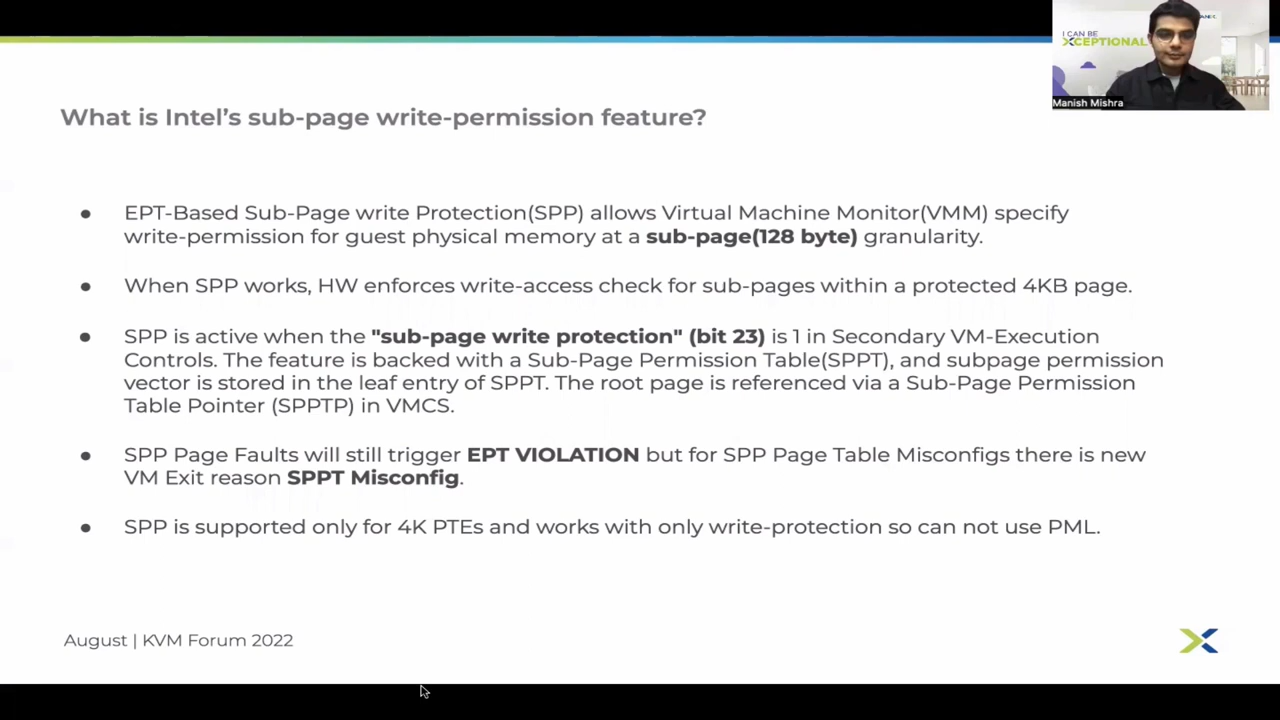 I CAN BE
XCEPTIONAL
Manish Mishra
What is Intel's sub-page write-permission feature?
● EPT-Based Sub-Page write Protection(SPP) allows Virtual Machine Monitor(VMM) specify
write-permission for guest physical memory at a sub-page(128 byte) granularity.
● When SPP works, HW enforces write-access check for sub-pages within a protected 4KB page.
● SPP is active when the "sub-page write protection" (bit 23) is 1 in Secondary VM-Execution
Controls. The feature is backed with a Sub-Page Permission Table(SPPT), and subpage permission
vector is stored in the leaf entry of SPPT. The root page is referenced via a Sub-Page Permission
Table Pointer (SPPTP) in VMCS.
● SPP Page Faults will still trigger EPT VIOLATION but for SPP Page Table Misconfigs there is new
VM Exit reason SPPT Misconfig.
● SPP is supported only for 4K PTEs and works with only write-protection so can not use PML.
August | KVM Forum 2022